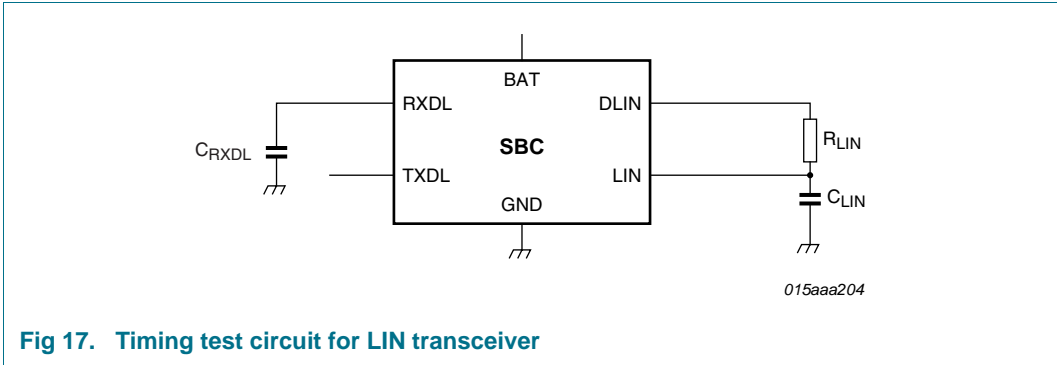 BAT
RXDL
DLIN
RLIN
CRXDL
SBC
TXDL
LIN
CLIN
GND
015aaa204
Fig 17. Timing test circuit for LIN transceiver